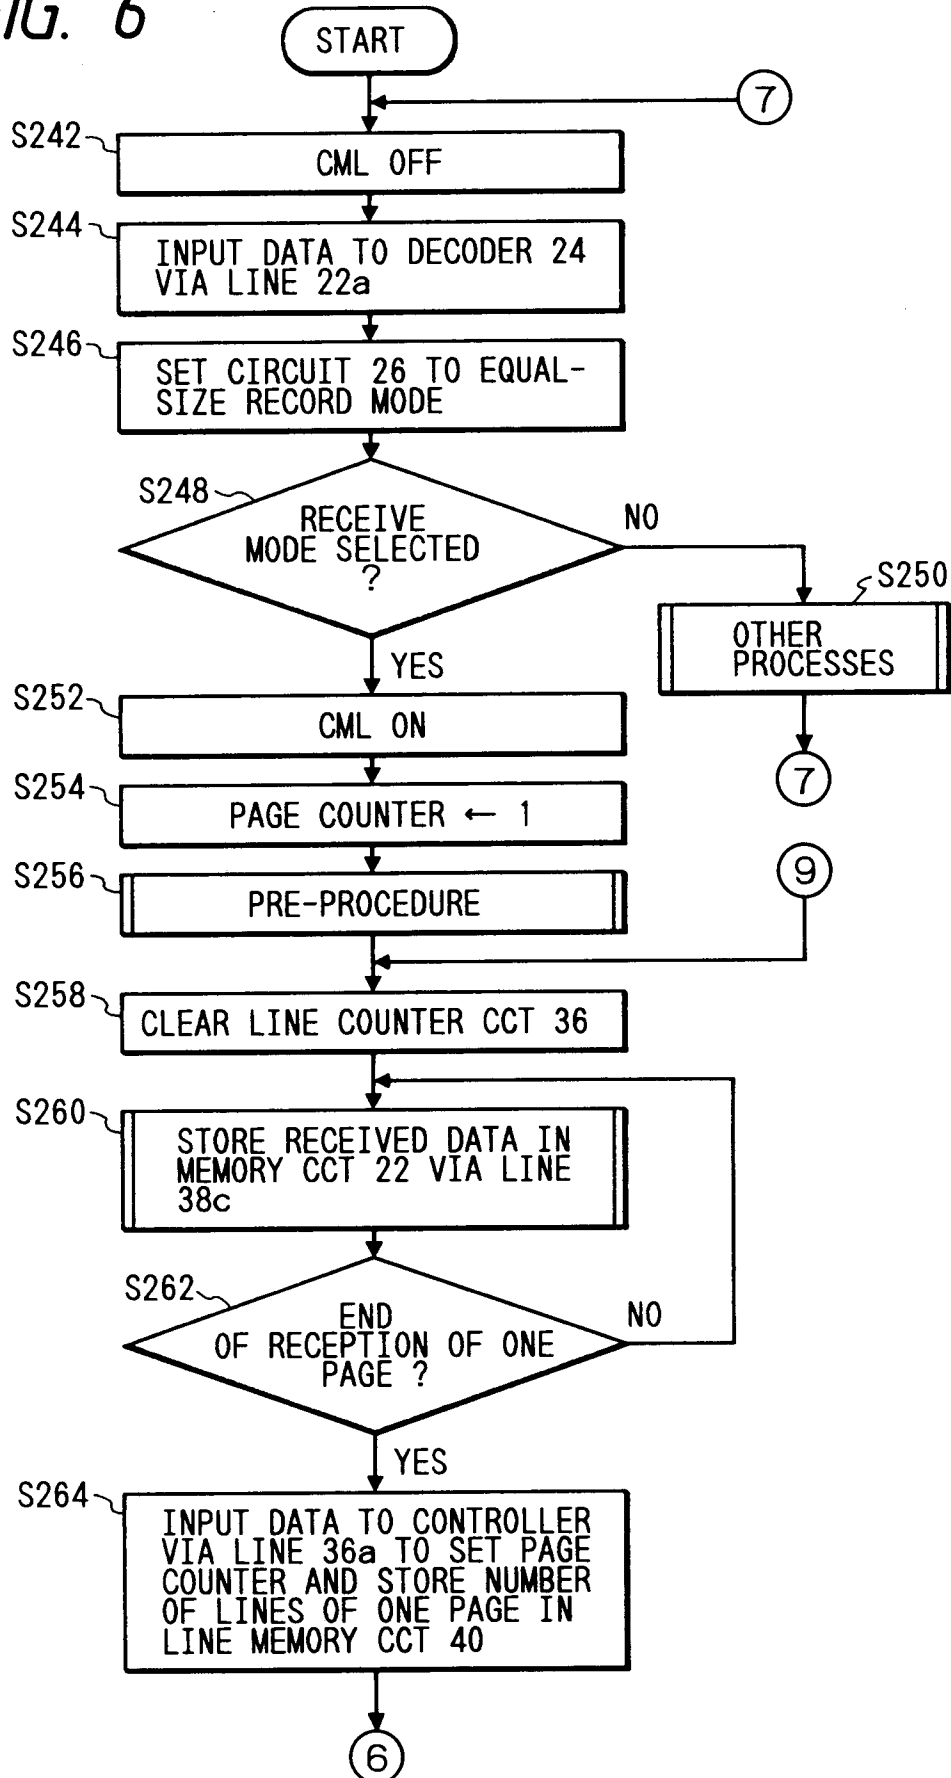 FIG. 6
START
7
S242
CML OFF
S244
INPUT DATA TO DECODER 24
VIA LINE 22a
S246
SET CIRCUIT 26 TO EQUAL-
SIZE RECORD MODE
S248
RECEIVE
MODE SELECTED
?
NO
S250
OTHER
PROCESSES
7
YES
S252
CML ON
S254
PAGE COUNTER ← 1
S256
PRE-PROCEDURE
9
S258
CLEAR LINE COUNTER CCT 36
S260
STORE RECEIVED DATA IN
MEMORY CCT 22 VIA LINE
38c
S262
END
OF RECEPTION OF ONE
PAGE ?
NO
YES
S264
INPUT DATA TO CONTROLLER
VIA LINE 36a TO SET PAGE
COUNTER AND STORE NUMBER
OF LINES OF ONE PAGE IN
LINE MEMORY CCT 40
6